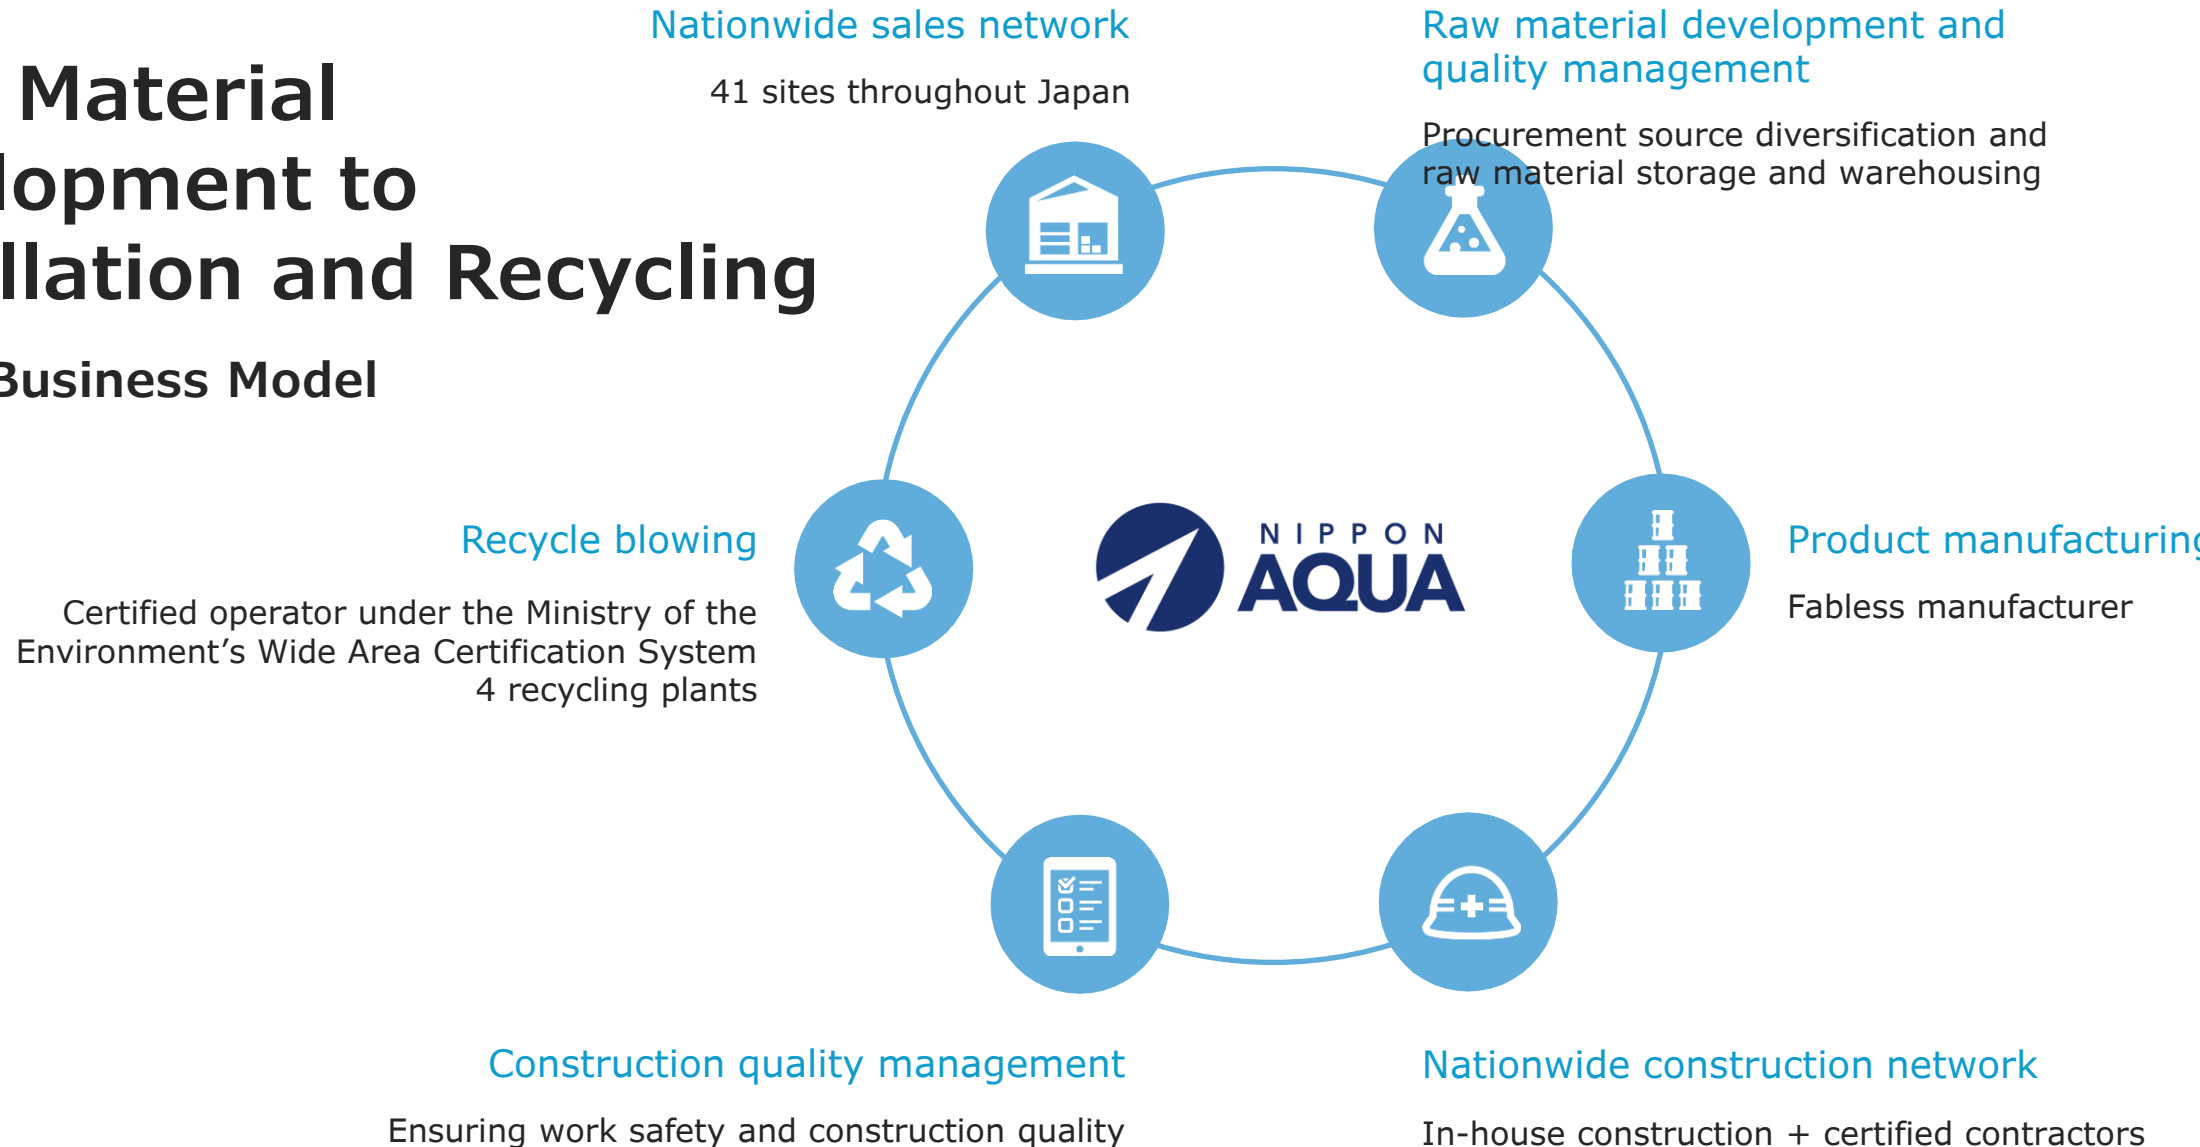 Material
lopment to
llation and Recycling
Business Model
Nationwide sales network
41 sites throughout Japan
Raw material development and
quality management
Procurement source diversification and
raw material storage and warehousing
Recycle blowing
Certified operator under the Ministry of the
Environment’s Wide Area Certification System
4 recycling plants
NIPPON
AQUA
Product manufacturing
Fabless manufacturer
Construction quality management
Ensuring work safety and construction quality
Nationwide construction network
In-house construction + certified contractors